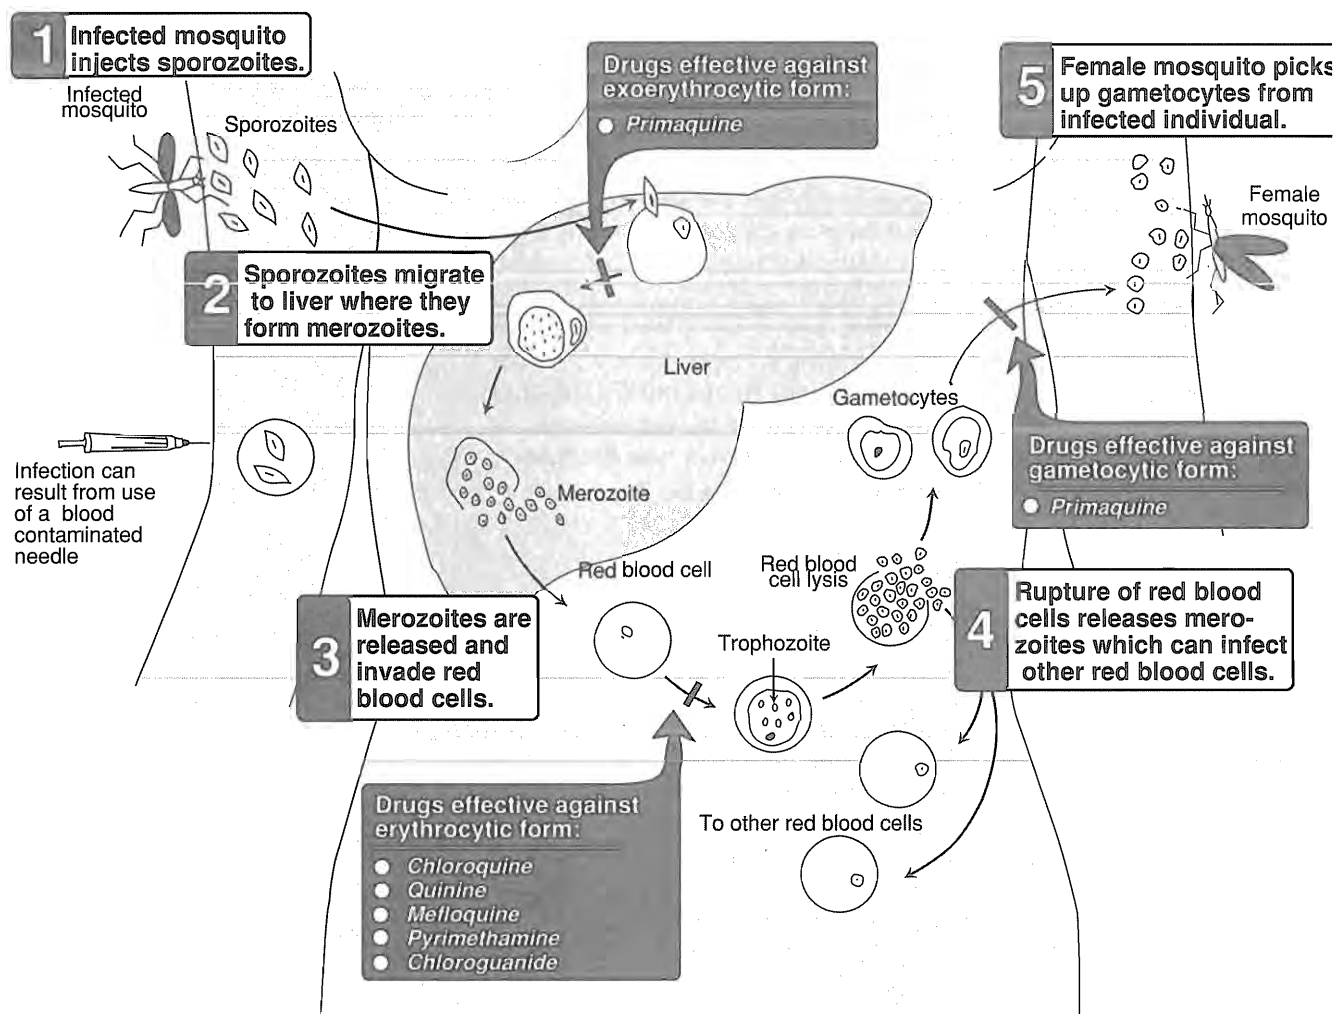 1
Infected mosquito
injects sporozoites.
Infected
mosquito
Sporozoites
Drugs effective against
exoerythrocytic form:
Primaquine
5
Female mosquito picks
up gametocytes from
infected individual.
Female
mosquito
2
Sporozoites migrate
to liver where they
form merozoites.
Liver
Gametocytes
Drugs effective against
gametocytic form:
Primaquine
Infection can
result from use
of a blood
contaminated
needle
Merozoite
Red blood cell
Red blood
cell lysis
3
Merozoites are
released and
invade red
blood cells.
Trophozoite
4
Rupture of red blood
cells releases mero-
zoites which can infect
other red blood cells.
Drugs effective against
erythrocytic form:
Chloroquine
Quinine
Mefloquine
Pyrimethamine
Chloroguanide
To other red blood cells